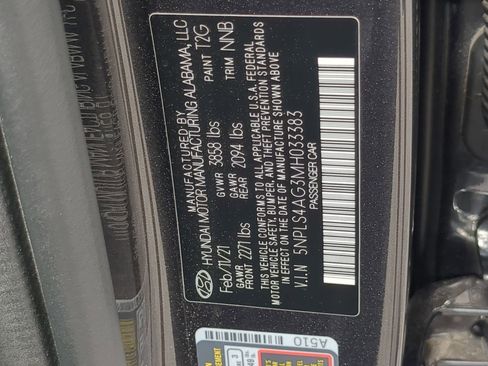 MANUFACTURED BY
HYUNDAI MOTOR MANUFACTURING ALABAMA, LLC
Feb/11/21 GVWR 3858 lbs PAINT T2G
GAWR FRONT 2271 lbs GAWR REAR 2094 lbs TRIM NNB
THIS VEHICLE CONFORMS TO ALL APPLICABLE U.S.A. FEDERAL
MOTOR VEHICLE SAFETY, BUMPER, AND THEFT PREVENTION STANDARDS
IN EFFECT ON THE DATE OF MANUFACTURE SHOWN ABOVE.
V.I.N 5NPLS4AG3MH033383
PASSENGER CAR
A510